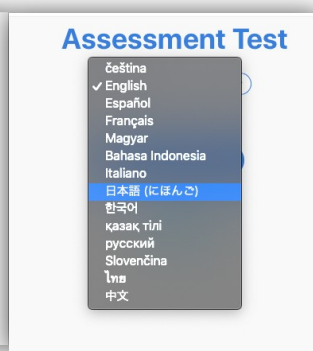 Assessment Test
čeština
✓ English
Español
Français
Magyar
Bahasa Indonesia
Italiano
日本語 (にほんご)
한국어
қазақ тілі
русский
Slovenčina
ไทย
中文